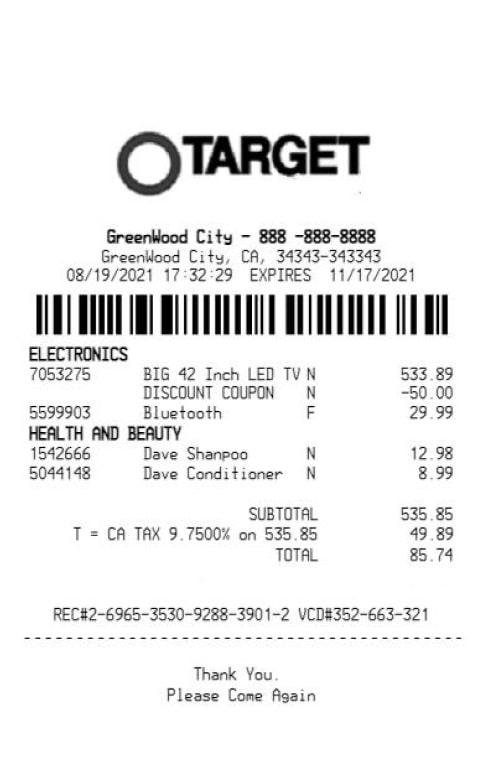 TARGET
GreenWood City - 888 -888-8888
GreenWood City, CA, 34343-343343
08/19/2021 17:32:29 EXPIRES 11/17/2021
ELECTRONICS
7053275 BIG 42 Inch LED TV N 533.89
DISCOUNT COUPON N -50.00
5599903 Bluetooth F 29.99
HEALTH AND BEAUTY
1542666 Dave Shanpoo N 12.98
5044148 Dave Conditioner N 8.99
SUBTOTAL 535.85
T = CA TAX 9.7500% on 535.85 49.89
TOTAL 85.74
REC#2-6965-3530-9288-3901-2 VCD#352-663-321
Thank You.
Please Come Again